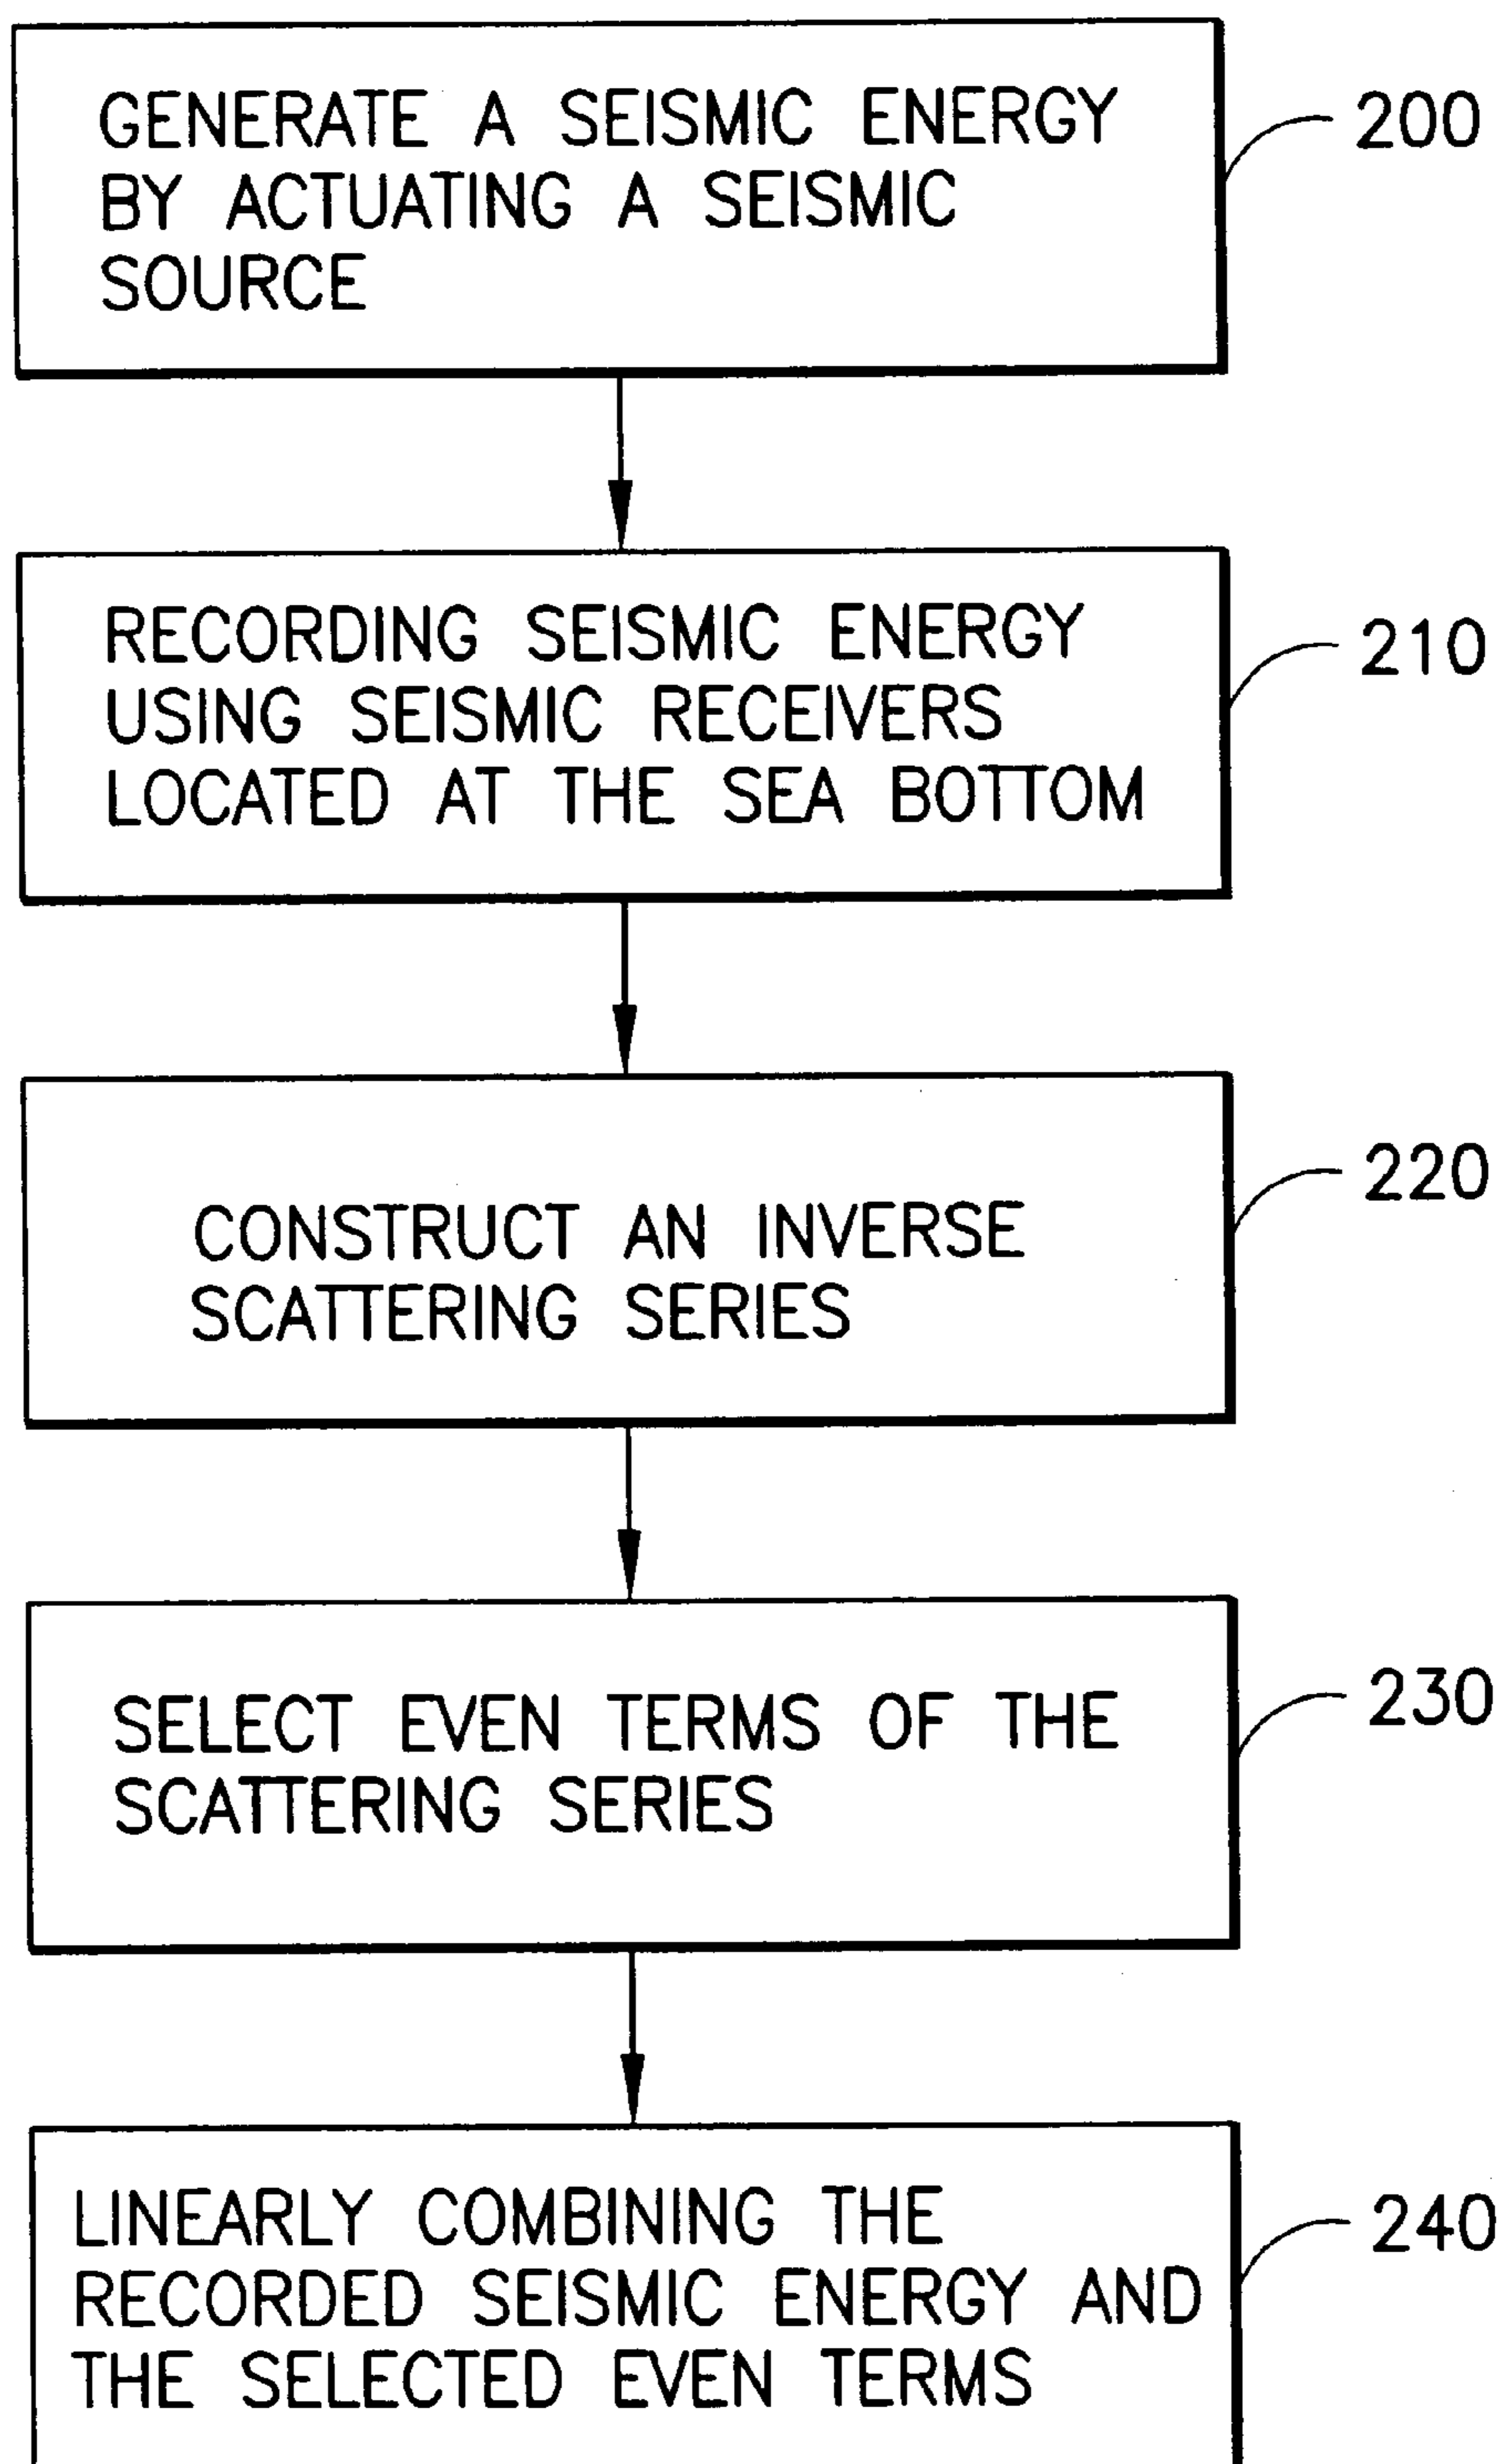 GENERATE A SEISMIC ENERGY
BY ACTUATING A SEISMIC
SOURCE
200
RECORDING SEISMIC ENERGY
USING SEISMIC RECEIVERS
LOCATED AT THE SEA BOTTOM
210
CONSTRUCT AN INVERSE
SCATTERING SERIES
220
SELECT EVEN TERMS OF THE
SCATTERING SERIES
230
LINEARLY COMBINING THE
RECORDED SEISMIC ENERGY AND
THE SELECTED EVEN TERMS
240